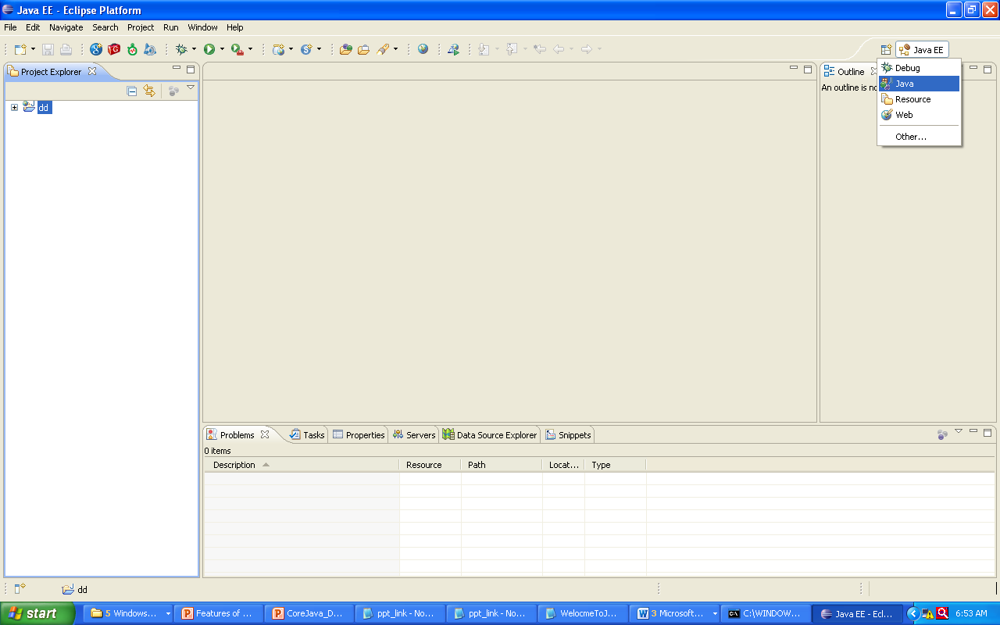 Java EE - Eclipse Platform
File Edit Navigate Search Project Run Window Help
Java EE
Project Explorer
Outline
Debug
Java
An outline is no
Resource
Web
Other...
dd
Problems Tasks Properties Servers Data Source Explorer Snippets
0 items
Description Resource Path Locat... Type
dd
start 5 Windows... Features of ... CoreJava_D... ppt_link - No... ppt_link - No... WelocmeToJ... 3 Microsoft... C:\WINDOW... Java EE - Ecl... 6:53 AM